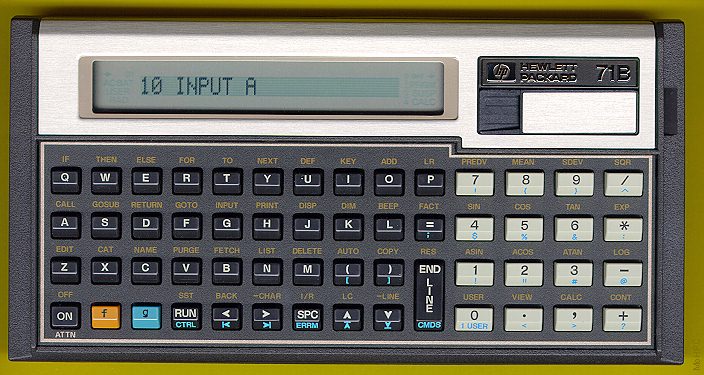 10 INPUT A
HEWLETT PACKARD 71B
IF THEN ELSE FOR TO NEXT DEF KEY ADD LR PREDV MEAN SDEV SQR
Q W E R T Y U I O P 7 8 9 /
! ( ) ^
CALL GOSUB RETURN GOTO INPUT PRINT DISP DIM BEEP FACT SIN COS TAN EXP
A S D F G H J K L = 4 5 6 *
; $ % & :
EDIT CAT NAME PURGE FETCH LIST DELETE AUTO COPY RES ASIN ACOS ATAN LOG
Z X C V B N M ( ) END LINE 1 2 3 -
[ ] ! " # @
OFF SST BACK -CHAR I/R LC -LINE USER VIEW CALC CONT
ON f g RUN < > SPC ∧ ∨ 0 . , +
ATTN CTRL ERRM CMDS 1 USER < > ?